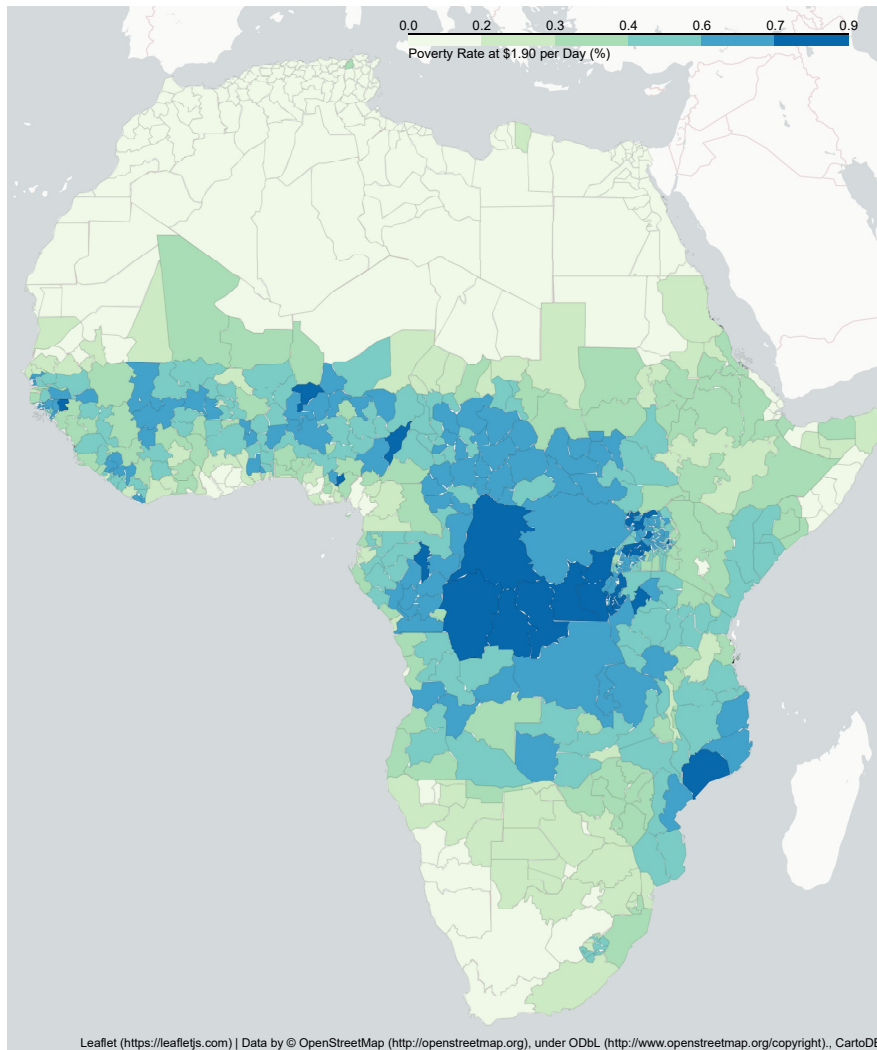 0.0 0.2 0.3 0.4 0.6 0.7 0.9
Poverty Rate at $1.90 per Day (%)
Leaflet (https://leafletjs.com) | Data by © OpenStreetMap (http://openstreetmap.org), under ODbL (http://www.openstreetmap.org/copyright)., CartoDB